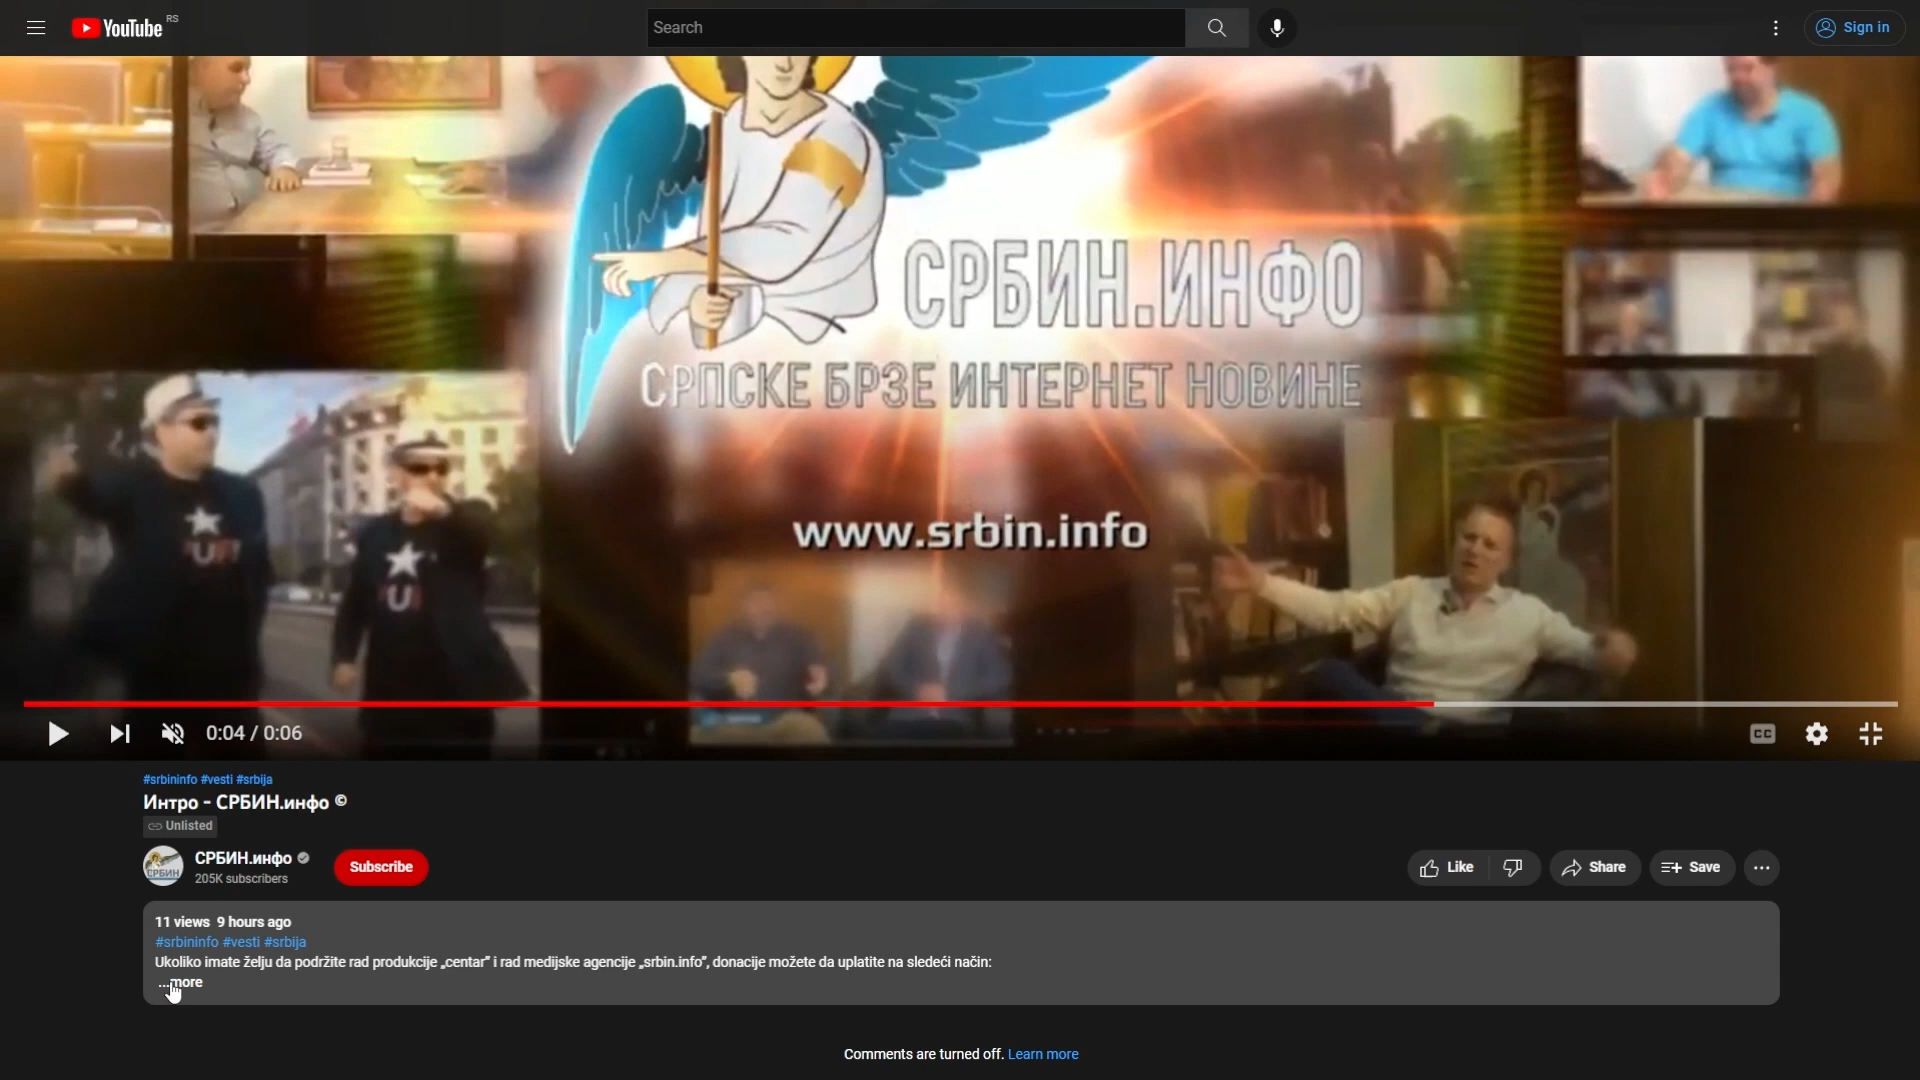 YouTube RS
Search
Sign in
СРБИН.ИНФО
СРПСКЕ БРЗЕ ИНТЕРНЕТ НОВИНЕ
www.srbin.info
UP!
0:04 / 0:06
CC
#srbininfo #vesti #srbija
Интро - СРБИН.инфо ©
Unlisted
СРБИН
СРБИН.инфо
205K subscribers
Subscribe
Like
Share
Save
11 views 9 hours ago
#srbininfo #vesti #srbija
Ukoliko imate želju da podržite rad produkcije „centar” i rad medijske agencije „srbin.info”, donacije možete da uplatite na sledeći način:
...more
Comments are turned off. Learn more